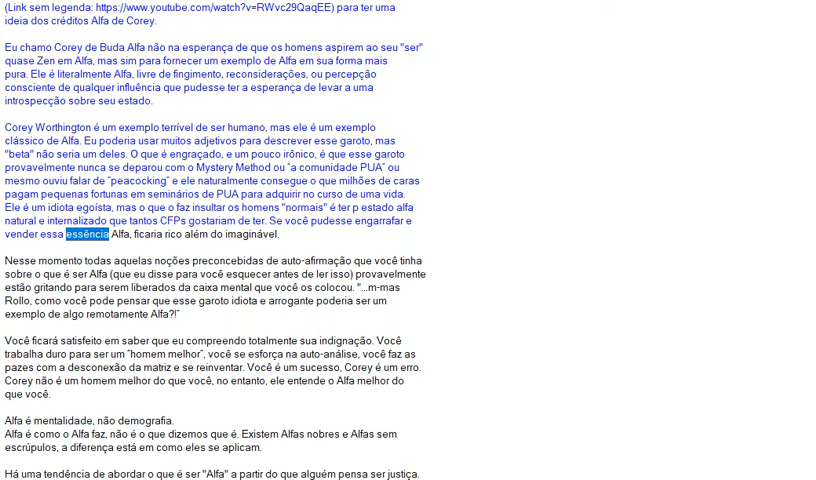 (Link sem legenda: https://www.youtube.com/watch?v=RWvc29QaqEE) para ter uma
ideia dos créditos Alfa de Corey.
Eu chamo Corey de Buda Alfa não na esperança de que os homens aspirem ao seu "ser"
quase Zen em Alfa, mas sim para fornecer um exemplo de Alfa em sua forma mais
pura. Ele é literalmente Alfa, livre de fingimento, reconsiderações, ou percepção
consciente de qualquer influência que pudesse ter a esperança de levar a uma
introspecção sobre seu estado.
Corey Worthington é um exemplo terrível de ser humano, mas ele é um exemplo
clássico de Alfa. Eu poderia usar muitos adjetivos para descrever esse garoto, mas
"beta" não seria um deles. O que é engraçado, e um pouco irônico, é que esse garoto
provavelmente nunca se deparou com o Mystery Method ou "a comunidade PUA" ou
mesmo ouviu falar de "peacocking" e ele naturalmente consegue o que milhões de caras
pagam pequenas fortunas em seminários de PUA para adquirir no curso de uma vida.
Ele é um idiota egoísta, mas o que o faz insultar os homens "normais" é ter p estado alfa
natural e internalizado que tantos CFPs gostariam de ter. Se você pudesse engarrafar e
vender essa essência Alfa, ficaria rico além do imaginável.
Nesse momento todas aquelas noções preconcebidas de auto-afirmação que você tinha
sobre o que é ser Alfa (que eu disse para você esquecer antes de ler isso) provavelmente
estão gritando para serem liberados da caixa mental que você os colocou. "...m-mas
Rollo, como você pode pensar que esse garoto idiota e arrogante poderia ser um
exemplo de algo remotamente Alfa?!"
Você ficará satisfeito em saber que eu compreendo totalmente sua indignação. Você
trabalha duro para ser um "homem melhor", você se esforça na auto-análise, você faz as
pazes com a desconexão da matriz e se reinventar. Você é um sucesso, Corey é um erro.
Corey não é um homem melhor do que você, no entanto, ele entende o Alfa melhor do
que você.
Alfa é mentalidade, não demografia.
Alfa é como o Alfa faz, não é o que dizemos que é. Existem Alfas nobres e Alfas sem
escrúpulos, a diferença está em como eles se aplicam.
Há uma tendência de abordar o que é ser "Alfa" a partir do que alguém pensa ser justiça.